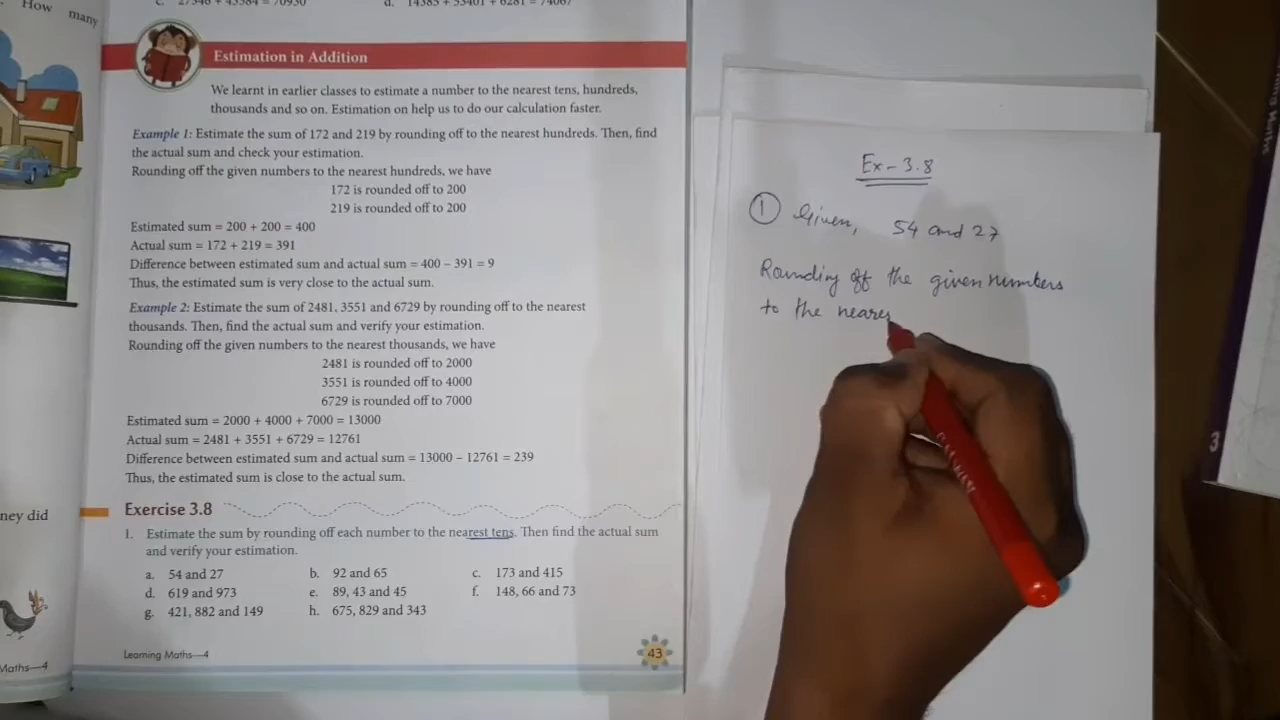 How many
c. 27346 + 43584 = 70930
Estimation in Addition
We learnt in earlier classes to estimate a number to the nearest tens, hundreds,
thousands and so on. Estimation on help us to do our calculation faster.
Example 1: Estimate the sum of 172 and 219 by rounding off to the nearest hundreds. Then, find
the actual sum and check your estimation.
Rounding off the given numbers to the nearest hundreds, we have
172 is rounded off to 200
219 is rounded off to 200
Estimated sum = 200 + 200 = 400
Actual sum = 172 + 219 = 391
Difference between estimated sum and actual sum = 400 – 391 = 9
Thus, the estimated sum is very close to the actual sum.
Example 2: Estimate the sum of 2481, 3551 and 6729 by rounding off to the nearest
thousands. Then, find the actual sum and verify your estimation.
Rounding off the given numbers to the nearest thousands, we have
2481 is rounded off to 2000
3551 is rounded off to 4000
6729 is rounded off to 7000
Estimated sum = 2000 + 4000 + 7000 = 13000
Actual sum = 2481 + 3551 + 6729 = 12761
Difference between estimated sum and actual sum = 13000 – 12761 = 239
Thus, the estimated sum is close to the actual sum.
Exercise 3.8
1. Estimate the sum by rounding off each number to the nearest tens. Then find the actual sum
and verify your estimation.
a. 54 and 27 b. 92 and 65 c. 173 and 415
d. 619 and 973 e. 89, 43 and 45 f. 148, 66 and 73
g. 421, 882 and 149 h. 675, 829 and 343
Learning Maths—4
43
ney did
Maths—4
Ex – 3.8
1 Given, 54 and 27
Rounding off the given numbers
to the neares
3